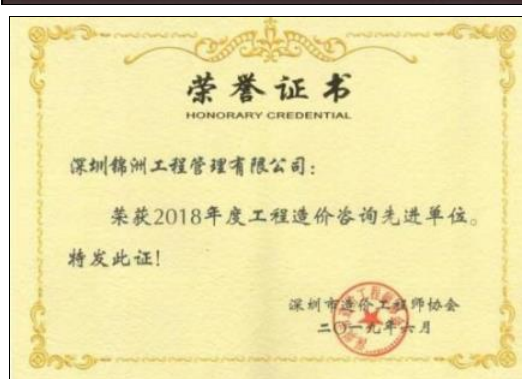 荣誉证书
HONORARY CREDENTIAL
深圳锦洲工程管理有限公司：
荣获2018年度工程造价咨询先进单位。
特发此证！
深圳市造价工程师协会
二〇一九年六月